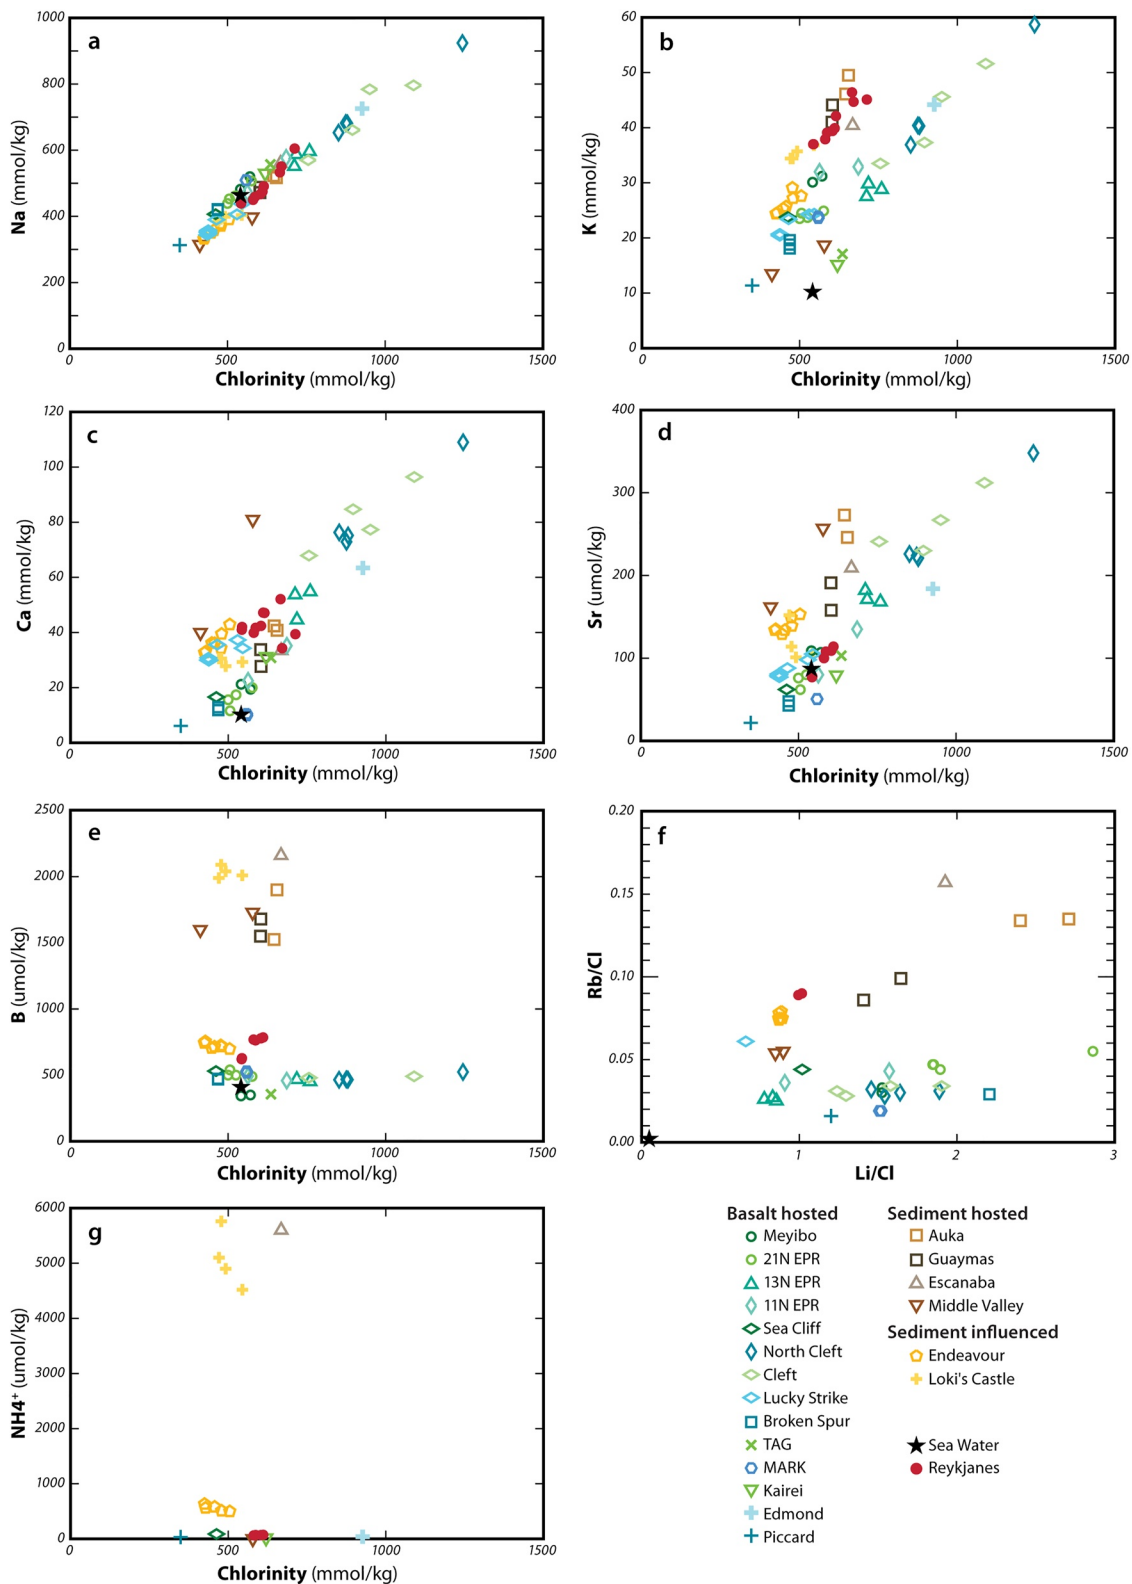 a
1000
800
600
400
200
0
Na (mmol/kg)
0 500 1000 1500
Chlorinity (mmol/kg)
b
60
50
40
30
20
10
0
K (mmol/kg)
0 500 1000 1500
Chlorinity (mmol/kg)
c
120
100
80
60
40
20
0
Ca (mmol/kg)
0 500 1000 1500
Chlorinity (mmol/kg)
d
400
300
200
100
0
Sr (umol/kg)
0 500 1000 1500
Chlorinity (mmol/kg)
e
2500
2000
1500
1000
500
0
B (umol/kg)
0 500 1000 1500
Chlorinity (mmol/kg)
f
0.20
0.15
0.10
0.05
0.00
Rb/Cl
0 1 2 3
Li/Cl
g
6000
5000
4000
3000
2000
1000
0
NH4+ (umol/kg)
0 500 1000 1500
Chlorinity (mmol/kg)
Basalt hosted
Meyibo
21N EPR
13N EPR
11N EPR
Sea Cliff
North Cleft
Cleft
Lucky Strike
Broken Spur
TAG
MARK
Kairei
Edmond
Piccard
Sediment hosted
Auka
Guaymas
Escanaba
Middle Valley
Sediment influenced
Endeavour
Loki's Castle
Sea Water
Reykjanes